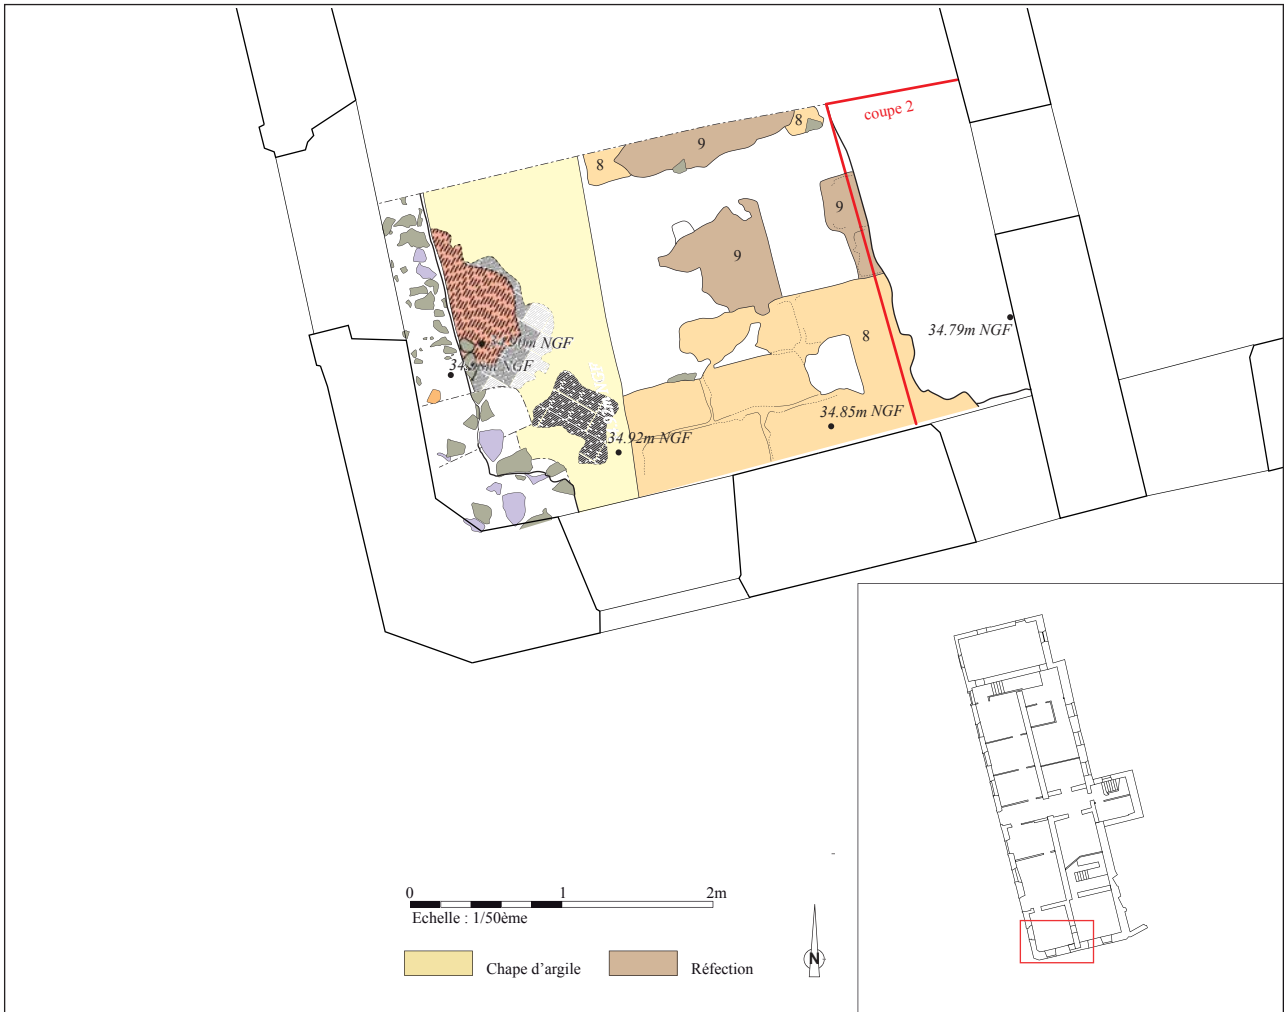 coupe 2
8
9
8
9
9
8
34.79m NGF
NGF
NGF
34.85m NGF
34.92m NGF
0 1 2m
Echelle : 1/50ème
Chape d'argile
Réfection
N